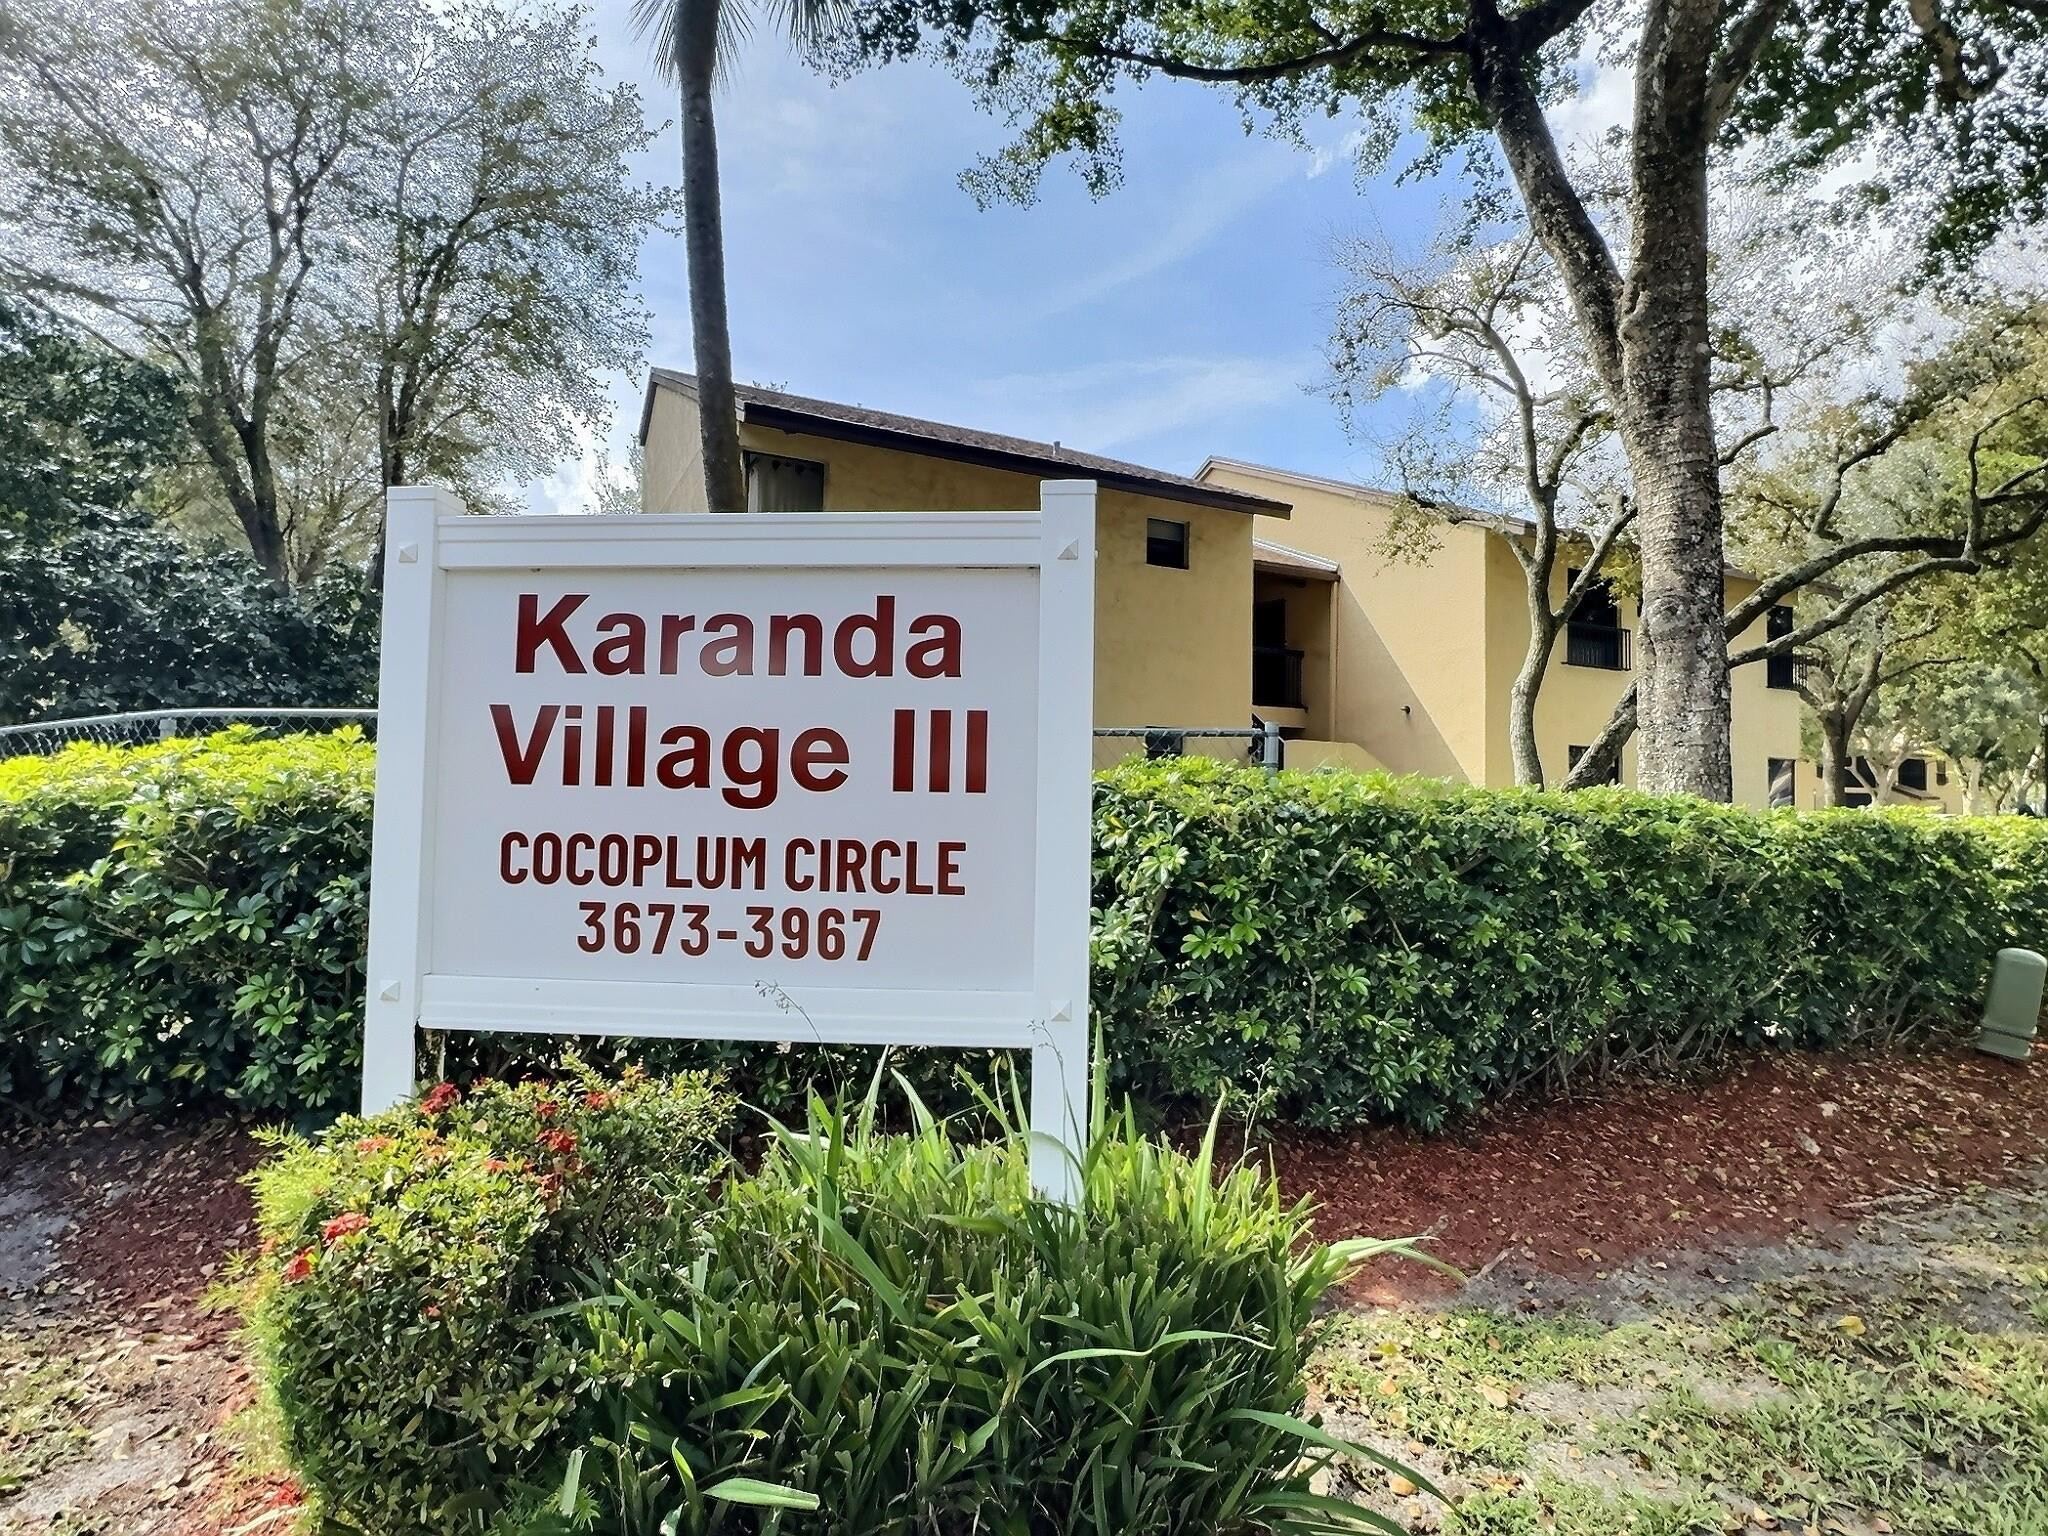 Karanda
Village III
COCOPLUM CIRCLE
3673-3967